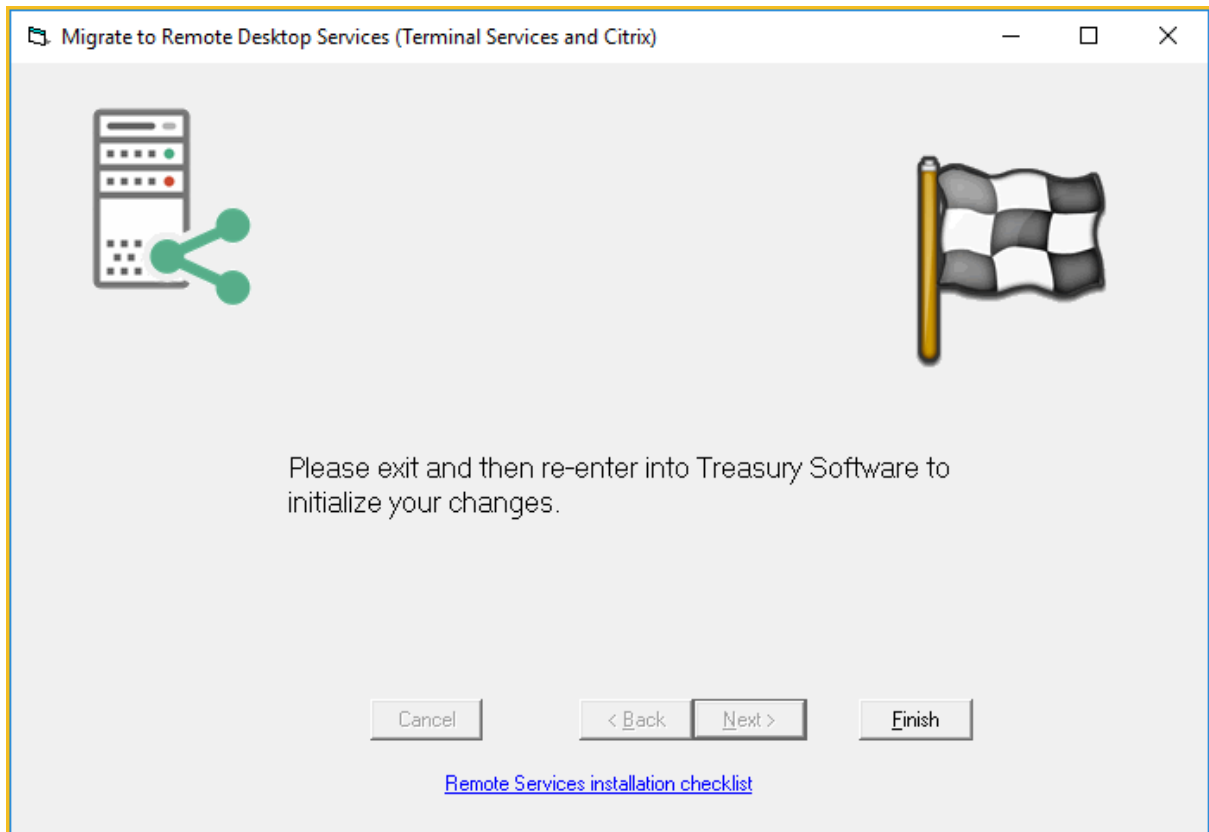 Migrate to Remote Desktop Services (Terminal Services and Citrix)
Please exit and then re-enter into Treasury Software to
initialize your changes.
Cancel
< Back
Next >
Finish
Remote Services installation checklist